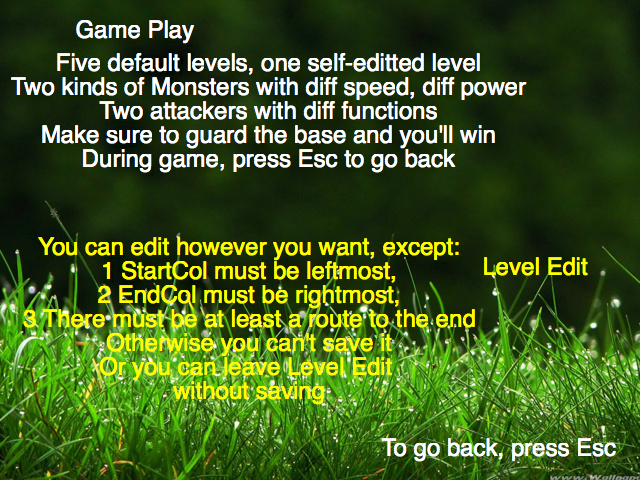 Game Play
Five default levels, one self-editted level
Two kinds of Monsters with diff speed, diff power
Two attackers with diff functions
Make sure to guard the base and you'll win
During game, press Esc to go back
You can edit however you want, except:
1 StartCol must be leftmost,
Level Edit
2 EndCol must be rightmost,
3 There must be at least a route to the end
Otherwise you can't save it
Or you can leave Level Edit
without saving
To go back, press Esc